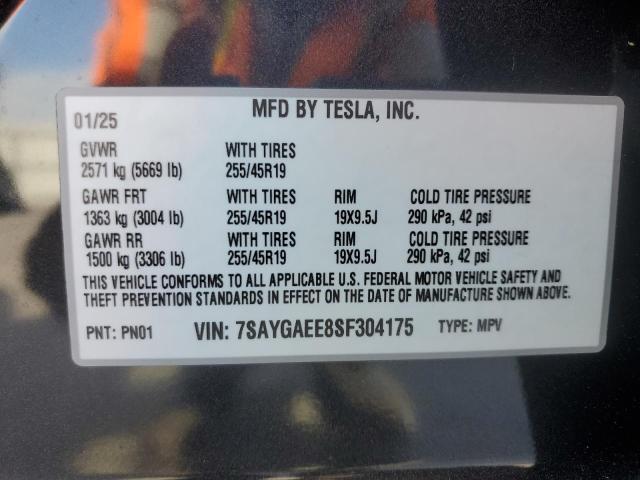 01/25 MFD BY TESLA, INC.
GVWR WITH TIRES
2571 kg (5669 lb) 255/45R19
GAWR FRT WITH TIRES RIM COLD TIRE PRESSURE
1363 kg (3004 lb) 255/45R19 19X9.5J 290 kPa, 42 psi
GAWR RR WITH TIRES RIM COLD TIRE PRESSURE
1500 kg (3306 lb) 255/45R19 19X9.5J 290 kPa, 42 psi
THIS VEHICLE CONFORMS TO ALL APPLICABLE U.S. FEDERAL MOTOR VEHICLE SAFETY AND
THEFT PREVENTION STANDARDS IN EFFECT ON THE DATE OF MANUFACTURE SHOWN ABOVE.
PNT: PN01 VIN: 7SAYGAEE8SF304175 TYPE: MPV